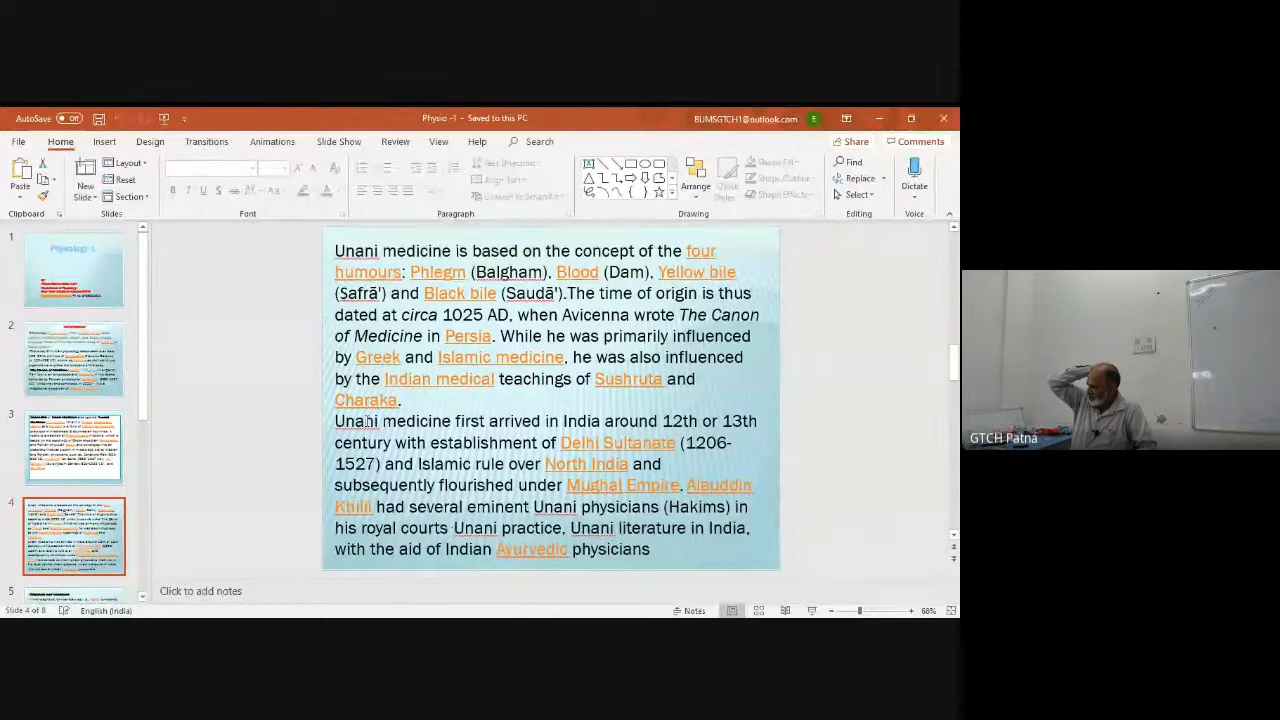 AutoSave Off
Physio -1 - Saved to this PC
BUMSGTCH1@outlook.com B
File Home Insert Design Transitions Animations Slide Show Review View Help Search Share Comments
Paste
New Slide
Layout
Reset
Section
Text Direction
Align Text
Convert to SmartArt
Arrange
Quick Styles
Shape Fill
Shape Outline
Shape Effects
Find
Replace
Select
Dictate
Clipboard Slides Font Paragraph Drawing Editing Voice
1
2
3
4
5
Unani medicine is based on the concept of the four
humours: Phlegm (Balgham), Blood (Dam), Yellow bile
(Ṣafrā') and Black bile (Saudā').The time of origin is thus
dated at circa 1025 AD, when Avicenna wrote The Canon
of Medicine in Persia. While he was primarily influenced
by Greek and Islamic medicine, he was also influenced
by the Indian medical teachings of Sushruta and
Charaka.
Unani medicine first arrived in India around 12th or 13th
century with establishment of Delhi Sultanate (1206-
1527) and Islamic rule over North India and
subsequently flourished under Mughal Empire. Alauddin
Khilji had several eminent Unani physicians (Hakims) in
his royal courts Unani practice, Unani literature in India,
with the aid of Indian Ayurvedic physicians
Click to add notes
Slide 4 of 8 English (India) Notes 68%
GTCH Patna